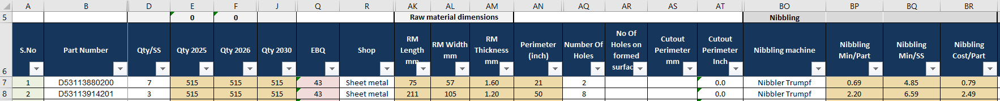 A B D E F J Q R AK AL AM AN AQ AR AS AT BO BP BQ BR
5 0 0 Raw material dimensions Nibbling
6 S.No Part Number Qty/SS Qty 2025 Qty 2026 Qty 2030 EBQ Shop RM Length mm RM Width mm RM Thickness mm Perimeter (inch) Number Of Holes No Of Holes on formed surfac Cutout Perimeter mm Cutout Perimeter Inch Nibbling machine Nibbling Min/Part Nibbling Min/SS Nibbling Cost/Part
7 1 D53113880200 7 515 515 515 43 Sheet metal 75 57 1.60 21 2 0.0 Nibbler Trumpf 0.69 4.85 0.79
8 2 D53113914201 3 515 515 515 43 Sheet metal 211 105 1.20 50 8 0.0 Nibbler Trumpf 2.20 6.59 2.49